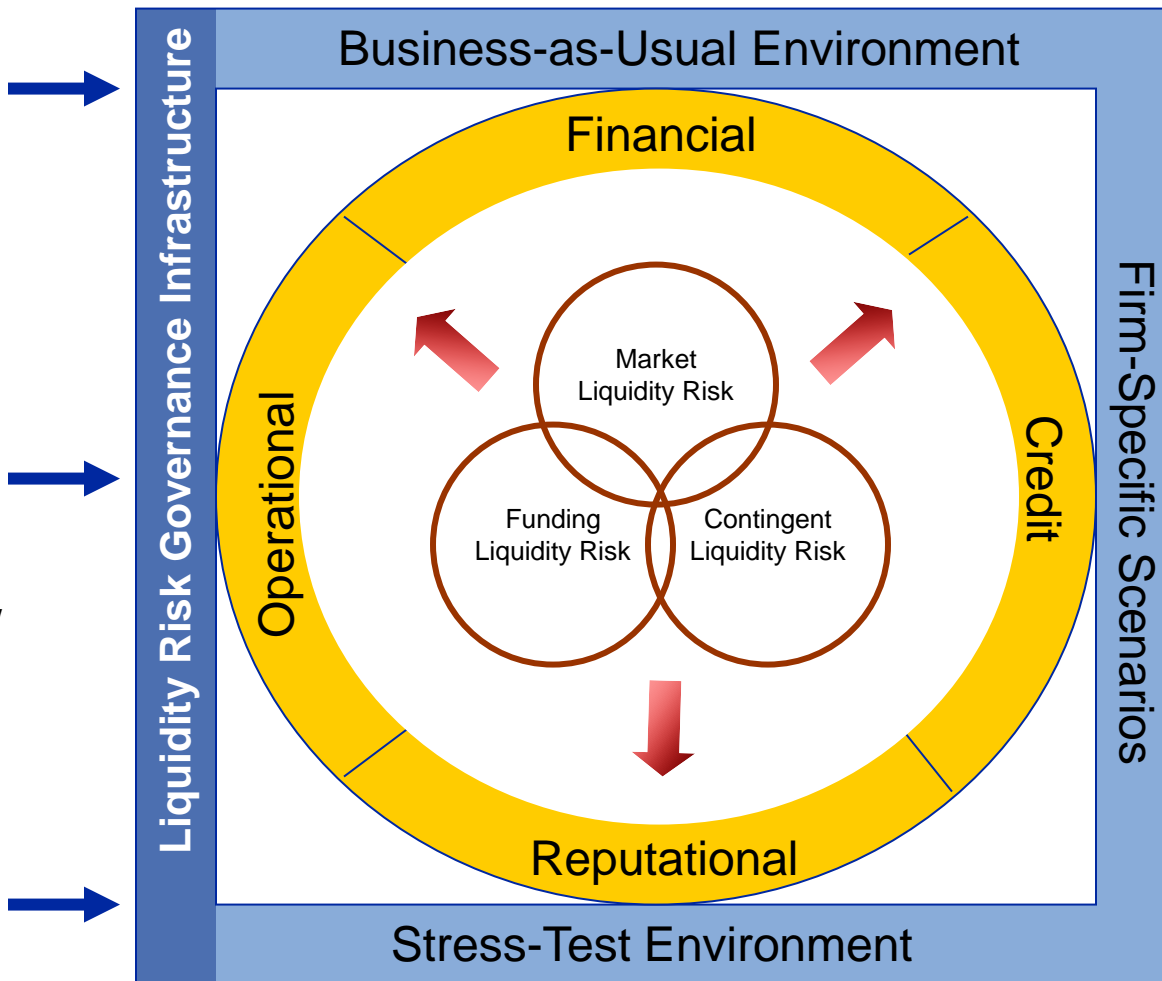 Business-as-Usual Environment
Liquidity Risk Governance Infrastructure
Financial
Market
Liquidity Risk
Operational
Funding
Liquidity Risk
Contingent
Liquidity Risk
Credit
Firm-Specific Scenarios
Reputational
Stress-Test Environment